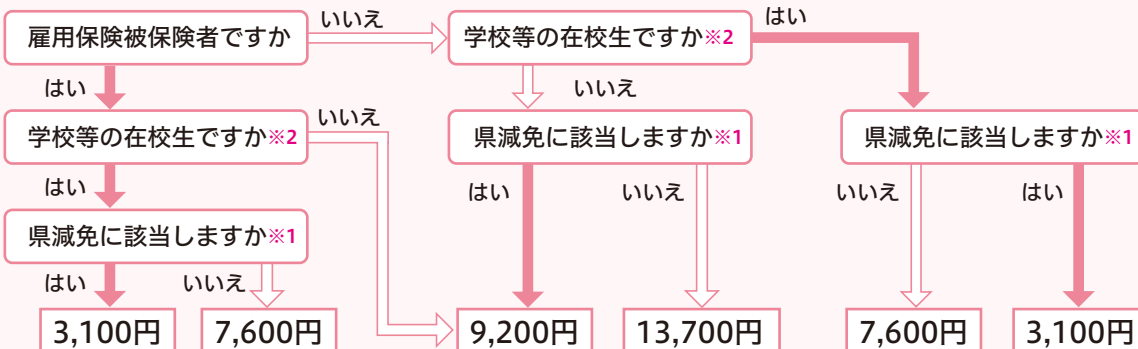 雇用保険被保険者ですか
いいえ
学校等の在校生ですか※2
はい
はい
いいえ
学校等の在校生ですか※2
いいえ
県減免に該当しますか※1
県減免に該当しますか※1
はい
はい
いいえ
いいえ
はい
県減免に該当しますか※1
はい
いいえ
3,100円
7,600円
9,200円
13,700円
7,600円
3,100円